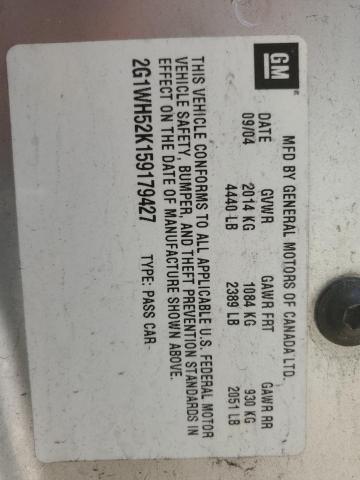 GM
MFD BY GENERAL MOTORS OF CANADA LTD.
DATE GVWR GAWR FRT GAWR RR
09/04 2014 KG 1084 KG 930 KG
4440 LB 2389 LB 2051 LB
THIS VEHICLE CONFORMS TO ALL APPLICABLE U.S. FEDERAL MOTOR
VEHICLE SAFETY, BUMPER, AND THEFT PREVENTION STANDARDS IN
EFFECT ON THE DATE OF MANUFACTURE SHOWN ABOVE.
2G1WH52K159179427 TYPE: PASS CAR